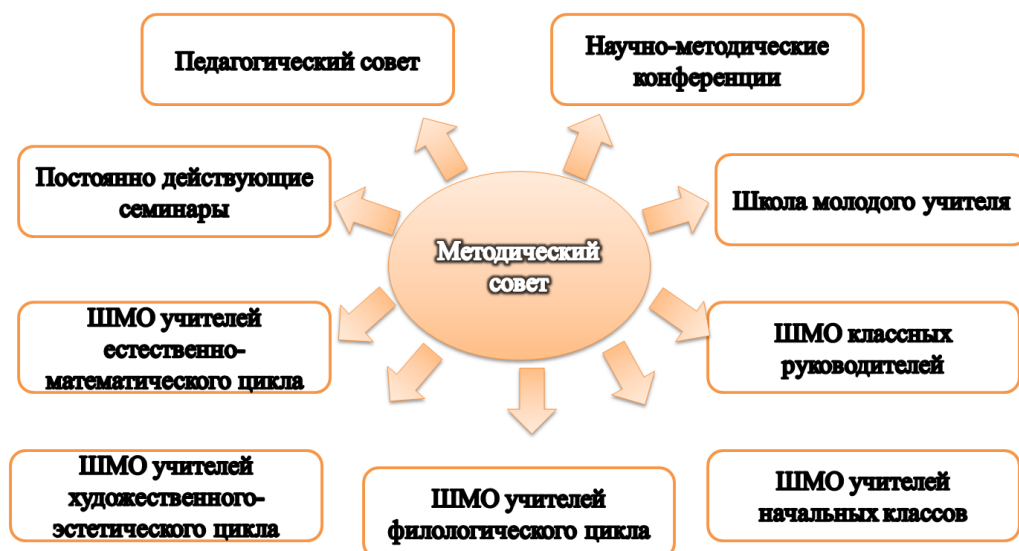 Педагогический совет
Научно-методические
конференции
Постоянно действующие
семинары
Школа молодого учителя
Методический
совет
ШМО учителей
естественно-
математического цикла
ШМО классных
руководителей
ШМО учителей
художественного-
эстетического цикла
ШМО учителей
филологического цикла
ШМО учителей
начальных классов